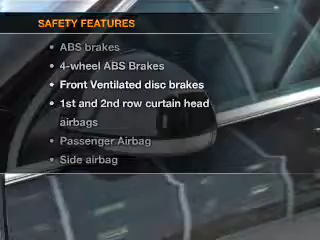 SAFETY FEATURES
• ABS brakes
• 4-wheel ABS Brakes
• Front Ventilated disc brakes
• 1st and 2nd row curtain head
airbags
• Passenger Airbag
• Side airbag